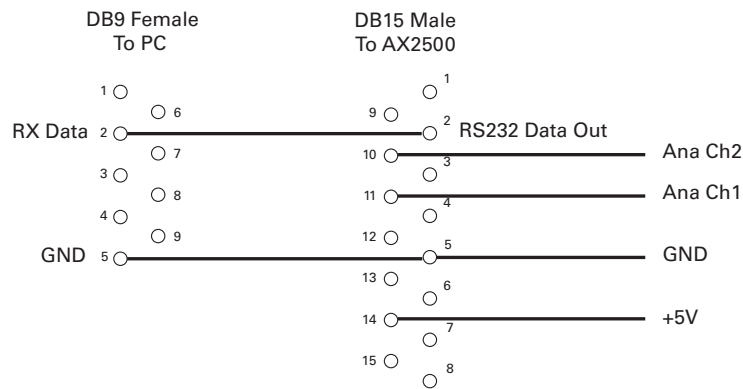 DB9 Female
To PC
DB15 Male
To AX2500
1
1
6
9
RX Data
2
2
RS232 Data Out
7
10
Ana Ch2
3
3
8
11
Ana Ch1
4
4
9
12
GND
5
5
GND
13
6
14
+5V
7
15
8